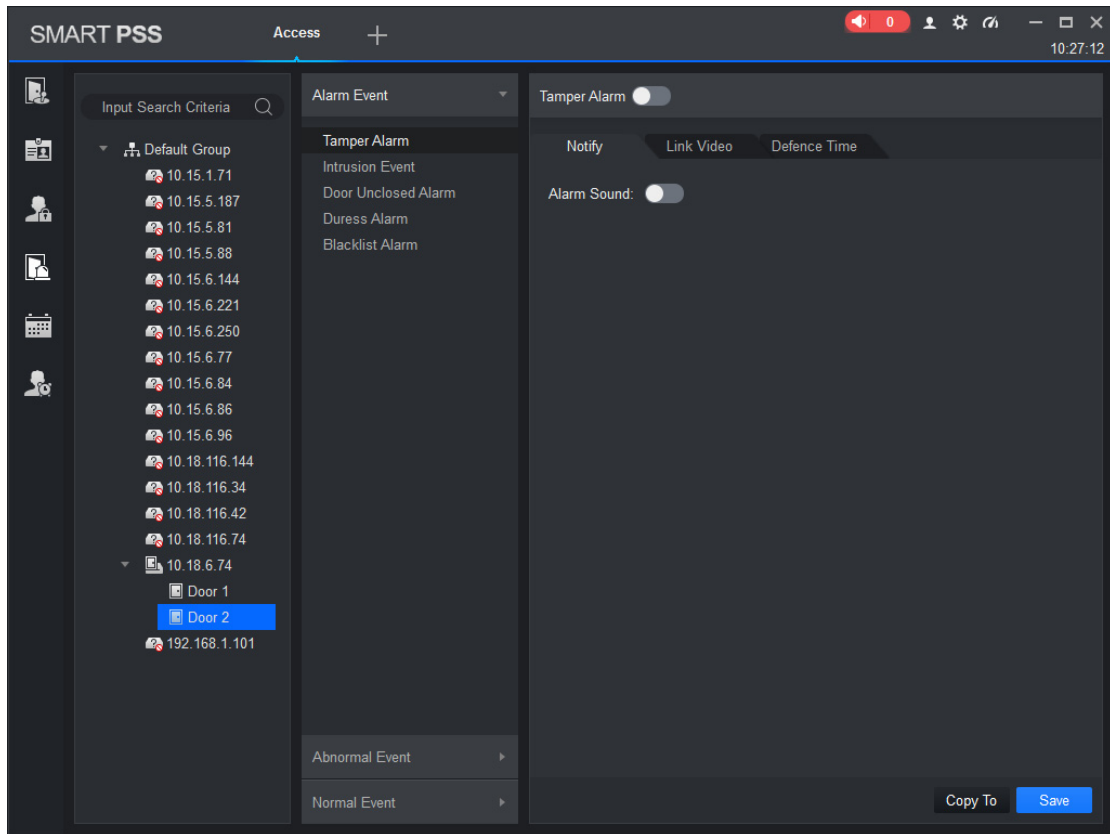 SMART PSS
Access
0
10:27:12
Input Search Criteria
Default Group
10.15.1.71
10.15.5.187
10.15.5.81
10.15.5.88
10.15.6.144
10.15.6.221
10.15.6.250
10.15.6.77
10.15.6.84
10.15.6.86
10.15.6.96
10.18.116.144
10.18.116.34
10.18.116.42
10.18.116.74
10.18.6.74
Door 1
Door 2
192.168.1.101
Alarm Event
Tamper Alarm
Intrusion Event
Door Unclosed Alarm
Duress Alarm
Blacklist Alarm
Abnormal Event
Normal Event
Tamper Alarm
Notify Link Video Defence Time
Alarm Sound:
Copy To Save